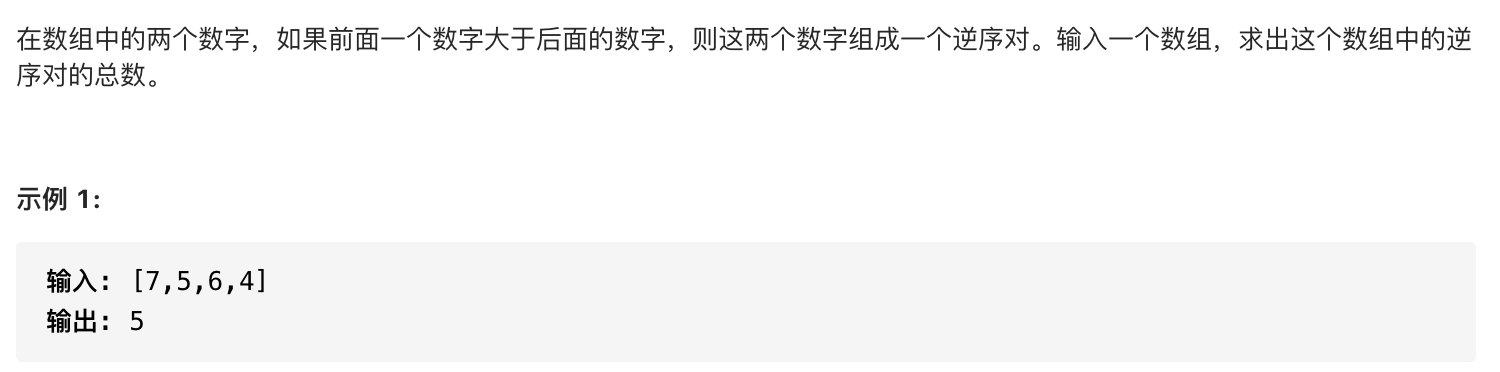 在数组中的两个数字，如果前面一个数字大于后面的数字，则这两个数字组成一个逆序对。输入一个数组，求出这个数组中的逆
序对的总数。
示例 1:
输入: [7,5,6,4]
输出: 5